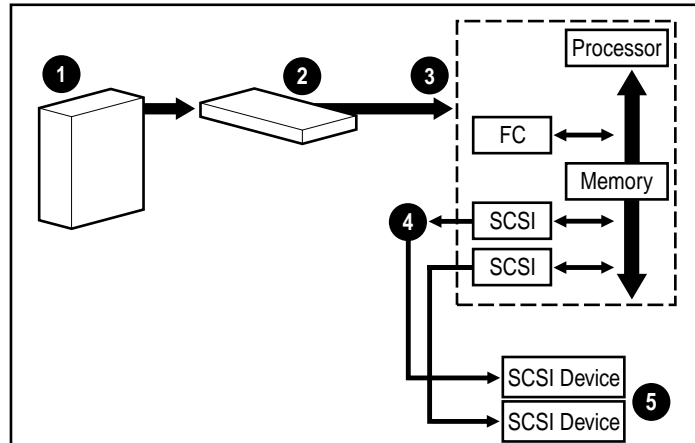 1
2
3
Processor
FC
Memory
4
SCSI
SCSI
SCSI Device
5
SCSI Device